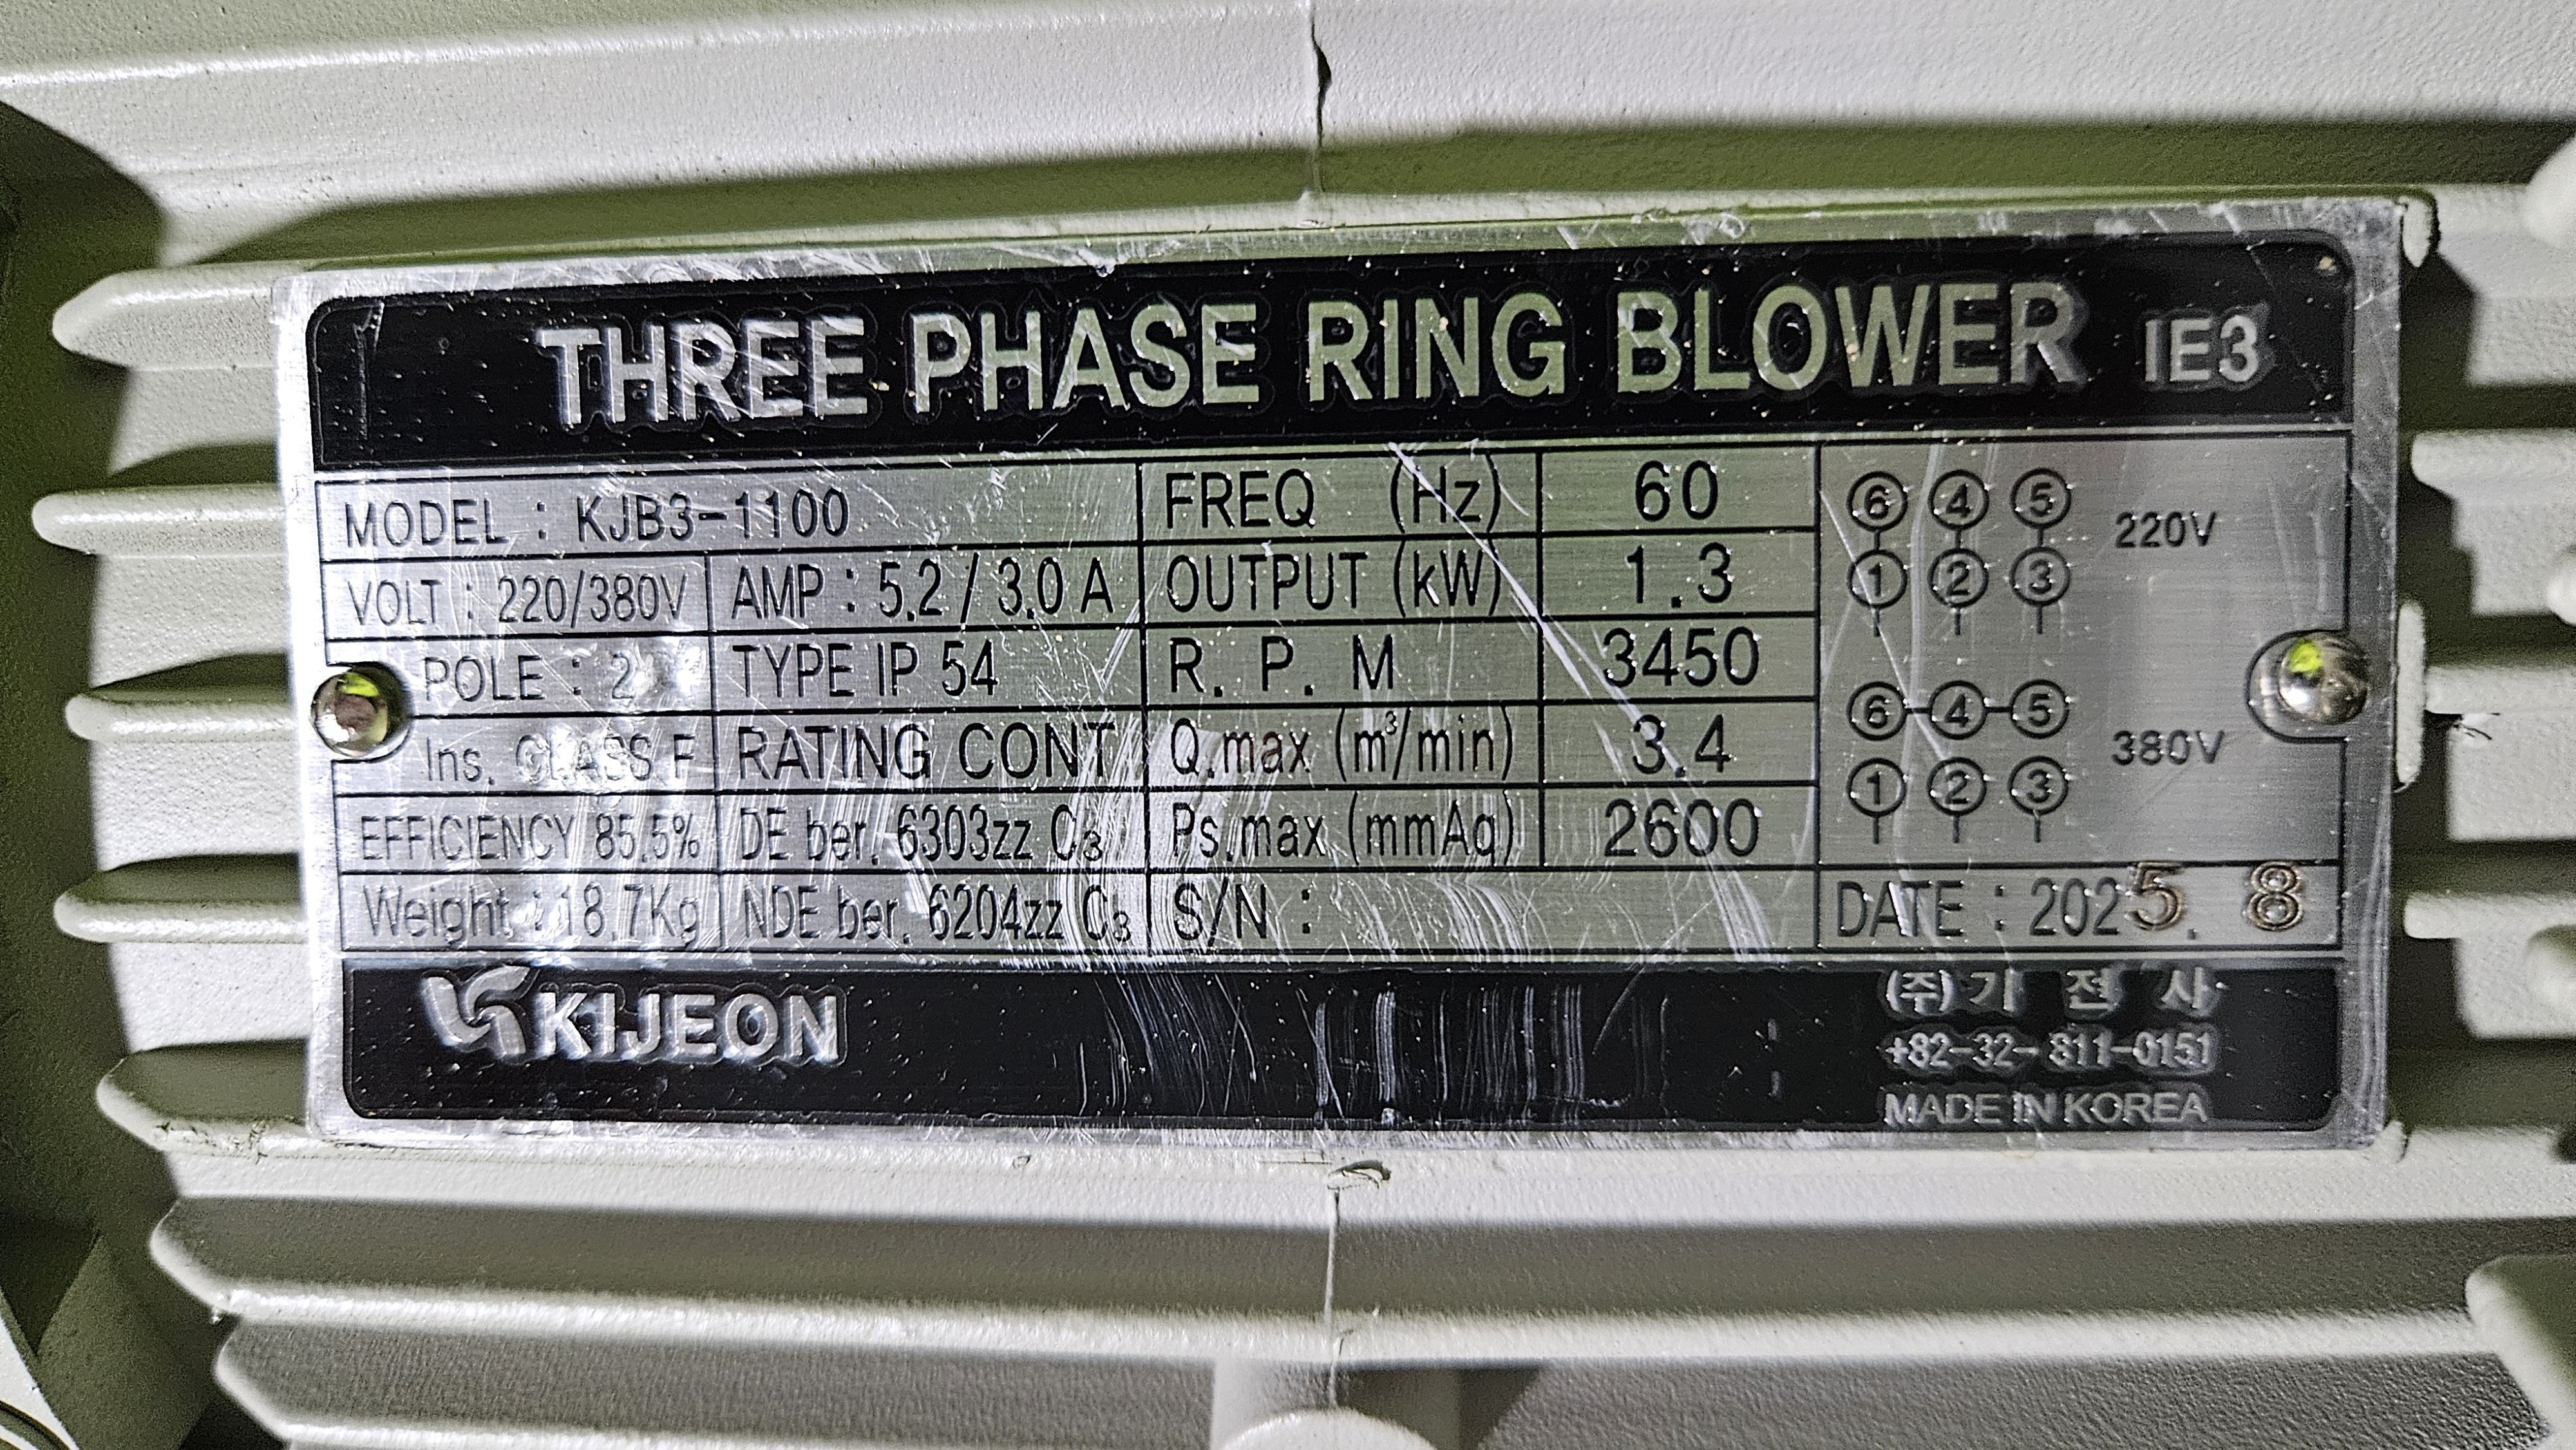 THREE PHASE RING BLOWER IE3
MODEL : KJB3-1100
VOLT : 220/380V AMP : 5.2 / 3.0 A
POLE : 2 TYPE IP 54
Ins. CLASS F RATING CONT
EFFICIENCY 85.5% DE ber. 6303zz C3
Weight : 18.7Kg NDE ber. 6204zz C3
FREQ (Hz) 60
OUTPUT (kW) 1.3
R. P. M 3450
Q.max (m³/min) 3.4
Ps.max (mmAq) 2600
S/N :
⑥ ④ ⑤
① ② ③
220V
⑥-④-⑤
① ② ③
380V
DATE : 2025. 8
KIJEON
(주) 기 전 사
+82-32-811-0151
MADE IN KOREA